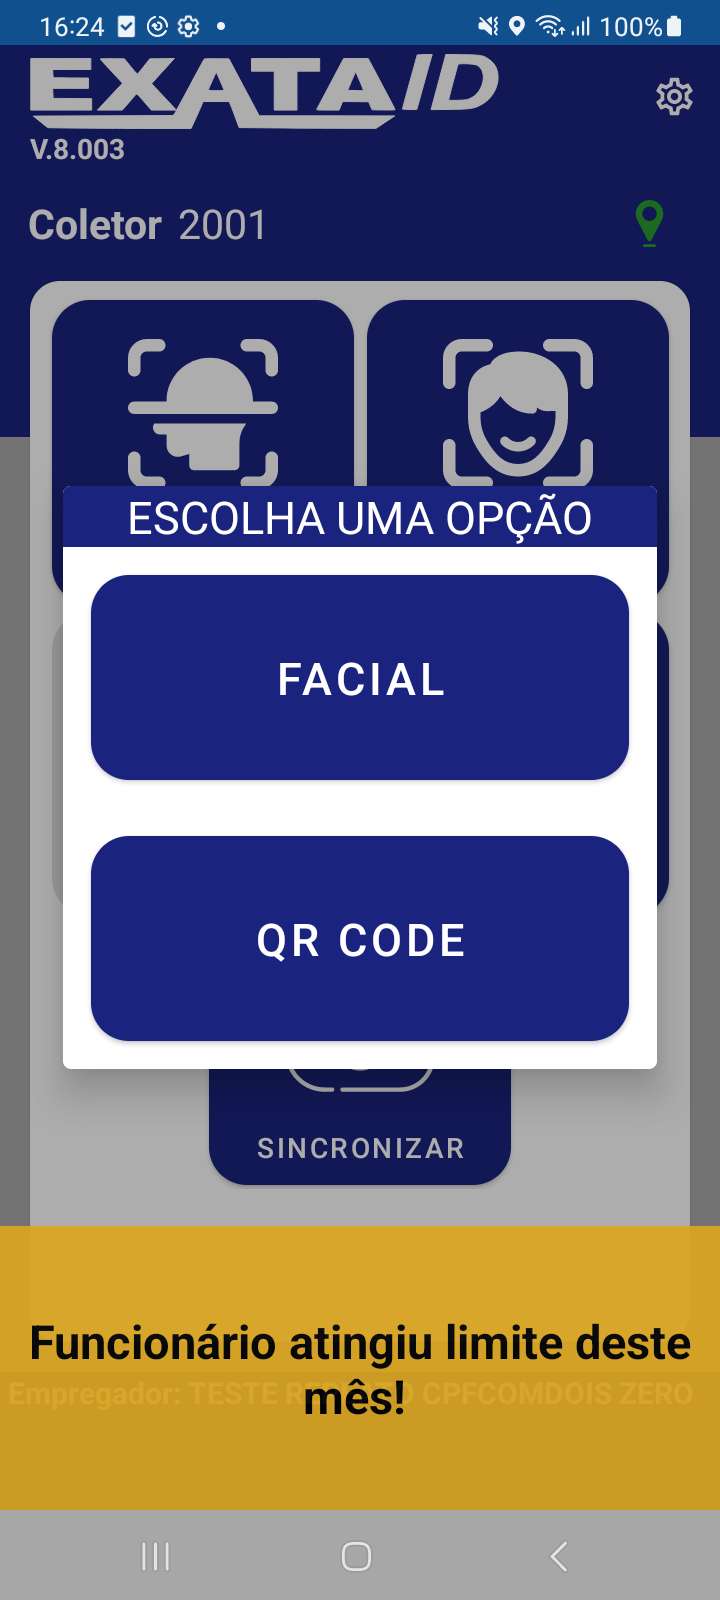 16:24
100%
EXATA ID
V.8.003
Coletor 2001
ESCOLHA UMA OPÇÃO
FACIAL
QR CODE
SINCRONIZAR
Funcionário atingiu limite deste
mês!
Empregador: TESTE CPFCOMDOIS ZERO